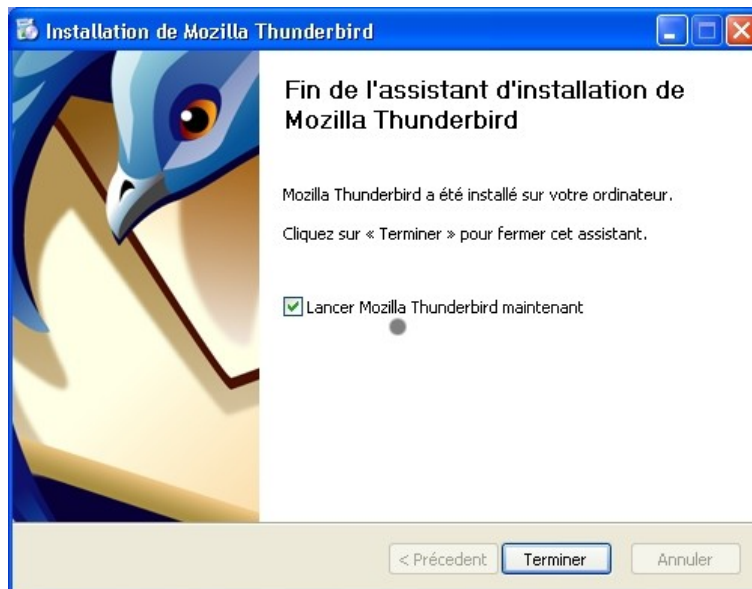 Installation de Mozilla Thunderbird
Fin de l'assistant d'installation de
Mozilla Thunderbird
Mozilla Thunderbird a été installé sur votre ordinateur.
Cliquez sur « Terminer » pour fermer cet assistant.
Lancer Mozilla Thunderbird maintenant
< Précedent Terminer Annuler